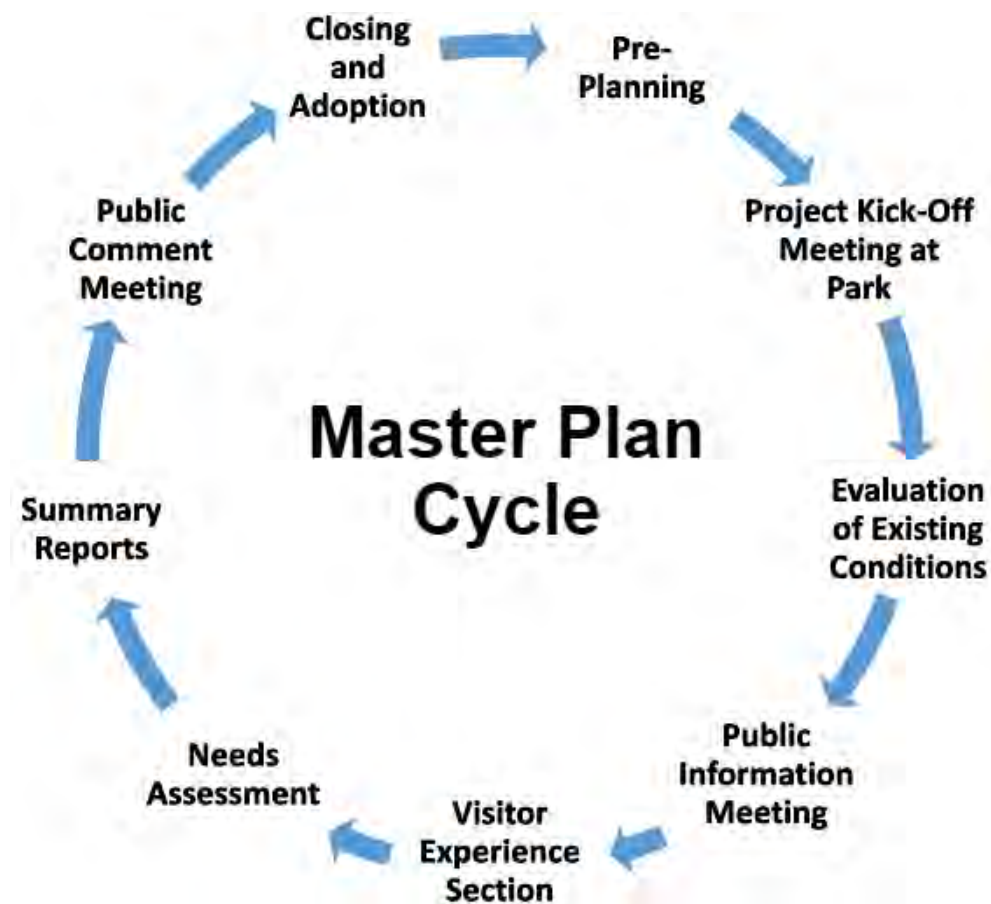 Closing
and
Adoption
Pre-
Planning
Project Kick-Off
Meeting at
Park
Evaluation
of Existing
Conditions
Public
Information
Meeting
Visitor
Experience
Section
Needs
Assessment
Summary
Reports
Public
Comment
Meeting
Master Plan
Cycle